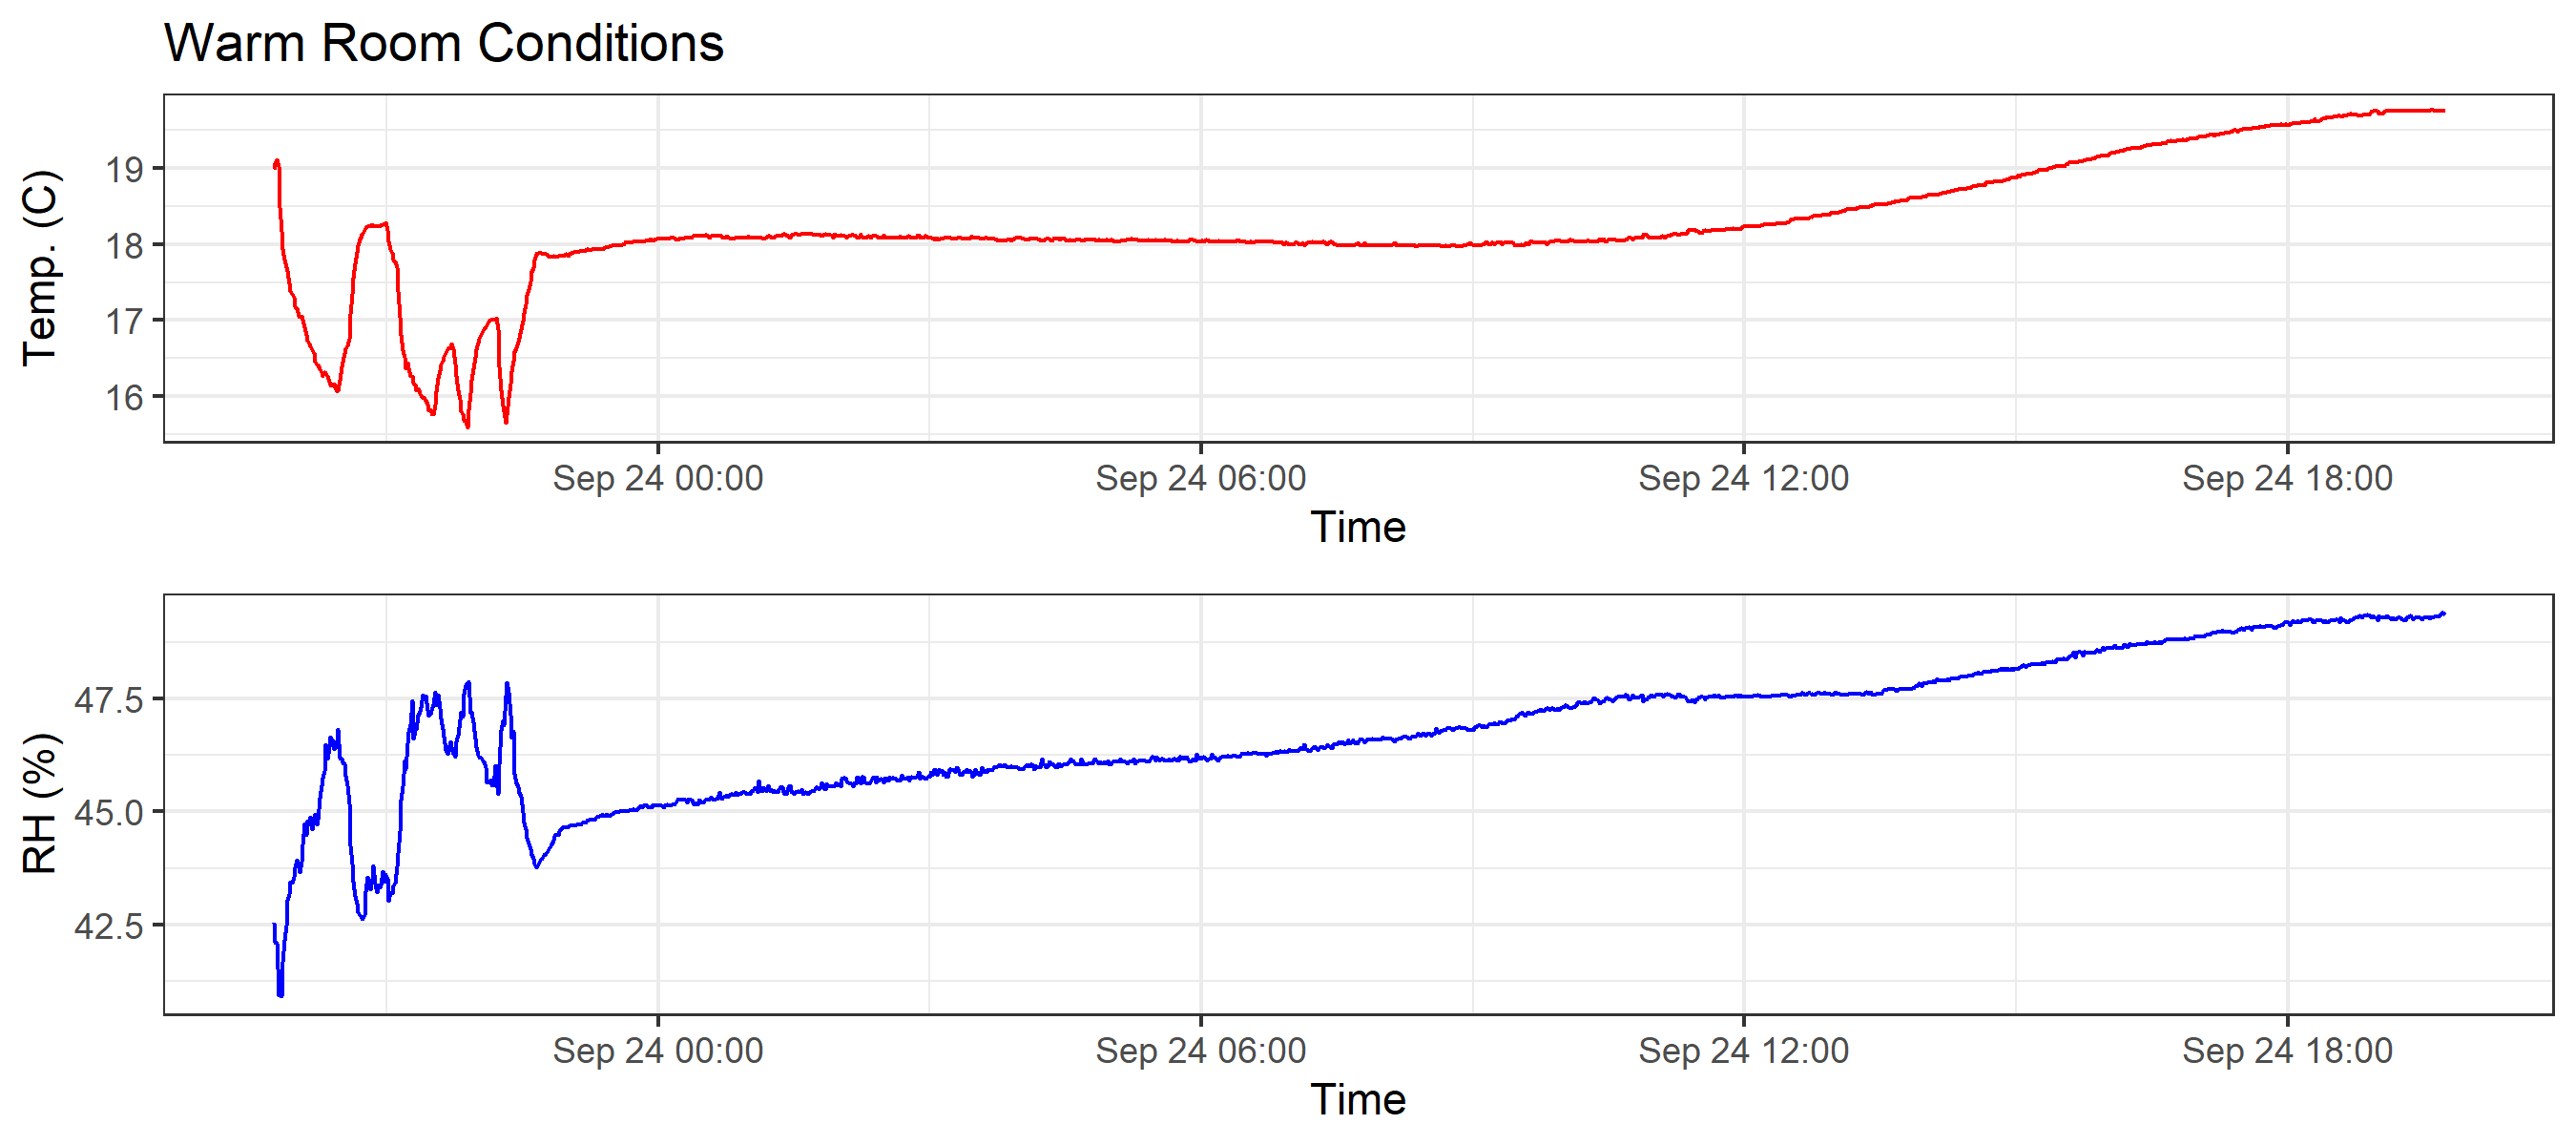 Warm Room Conditions
Temp. (C)
19
18
17
16
Sep 24 00:00 Sep 24 06:00 Sep 24 12:00 Sep 24 18:00
Time
RH (%)
47.5
45.0
42.5
Sep 24 00:00 Sep 24 06:00 Sep 24 12:00 Sep 24 18:00
Time